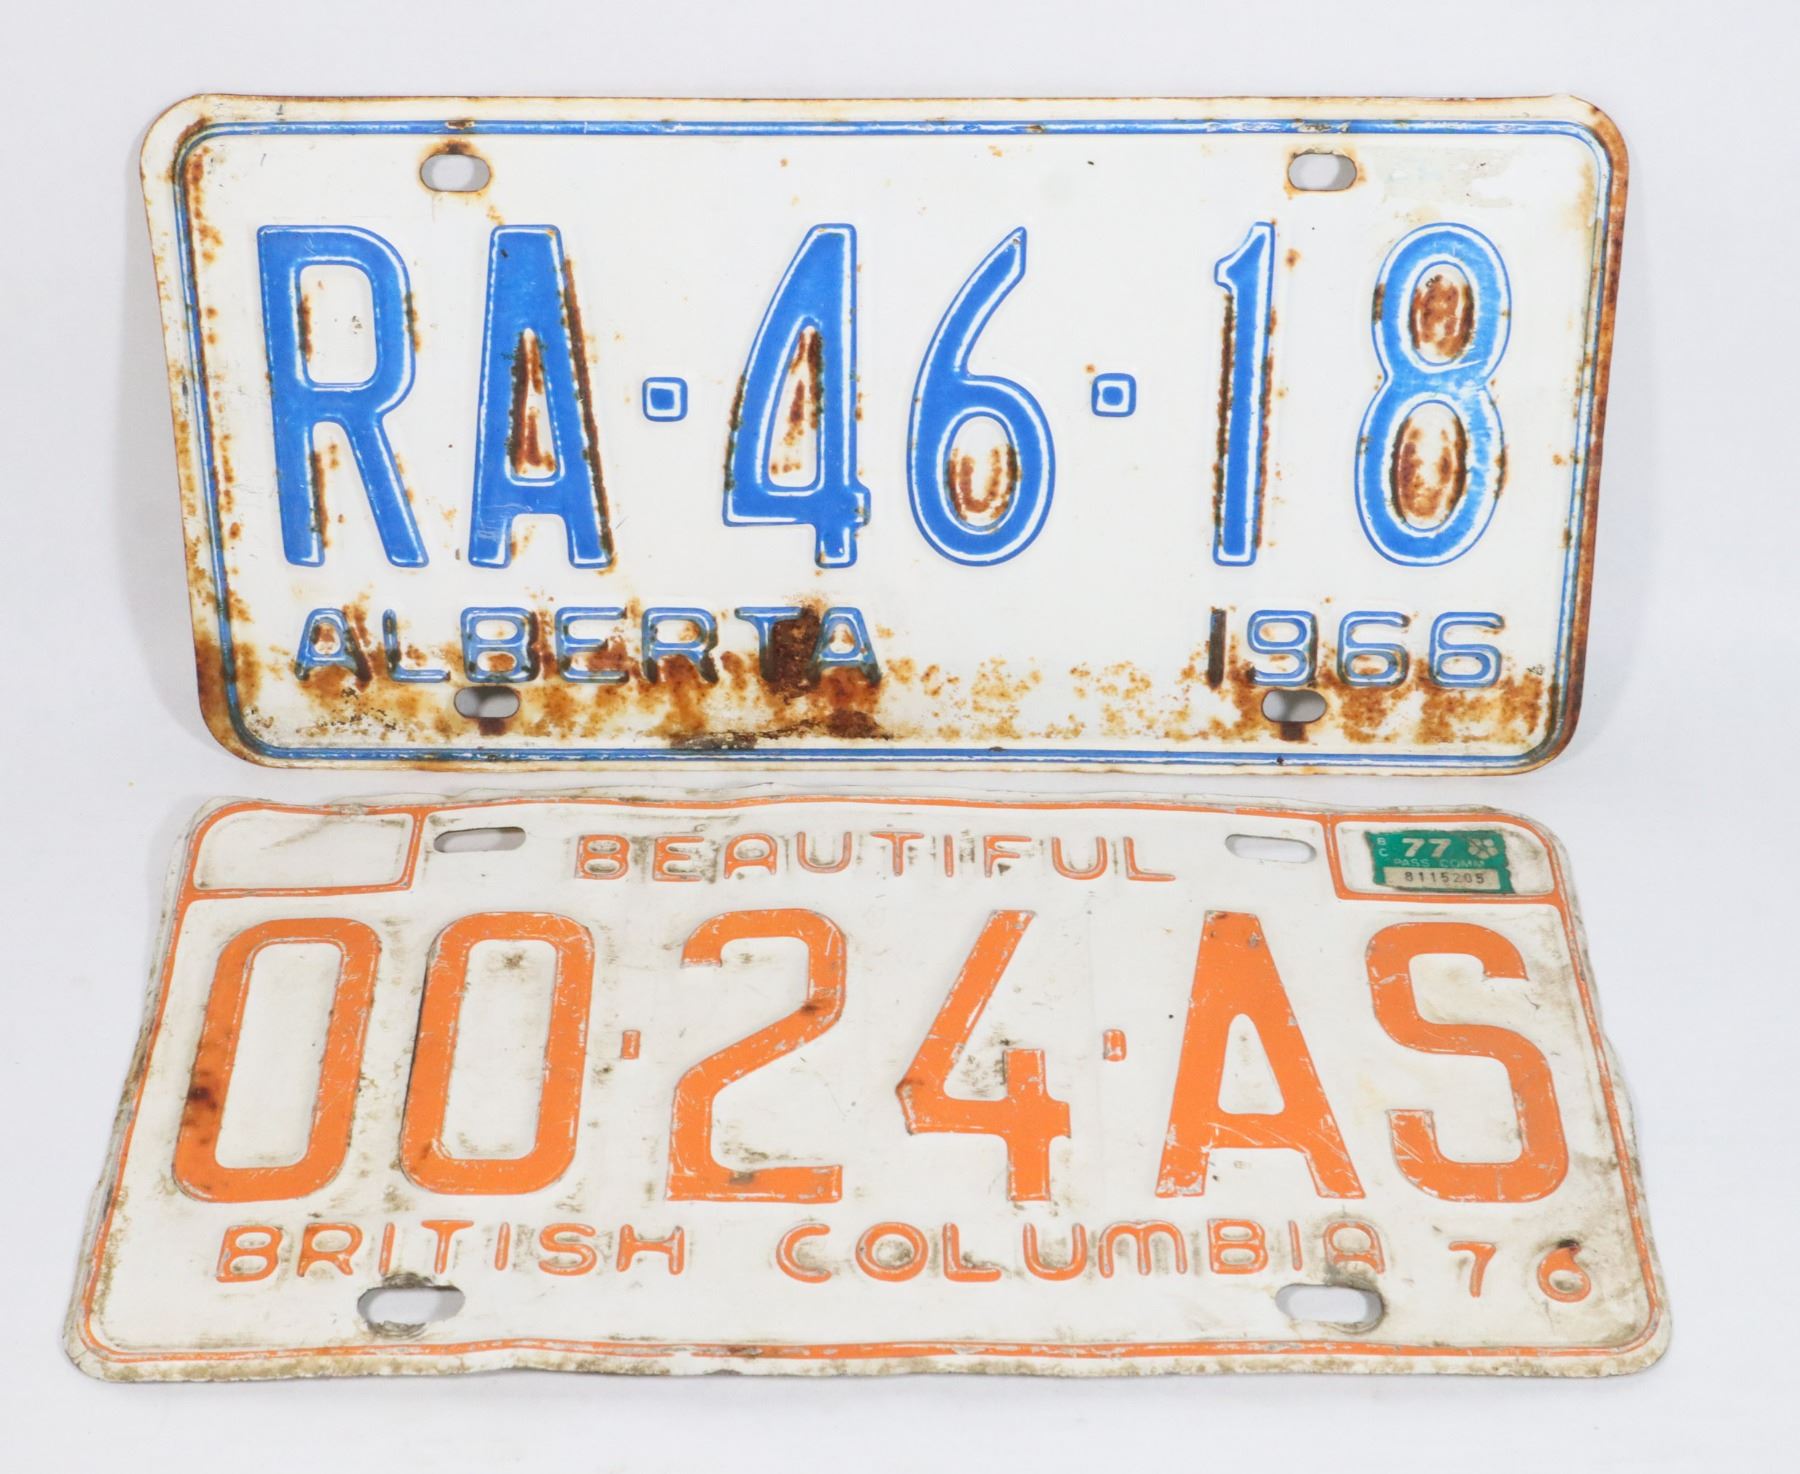 RA·46·18
ALBERTA 1966
BEAUTIFUL
BC 77
PASS COMM
8115205
00·24·AS
BRITISH COLUMBIA 76